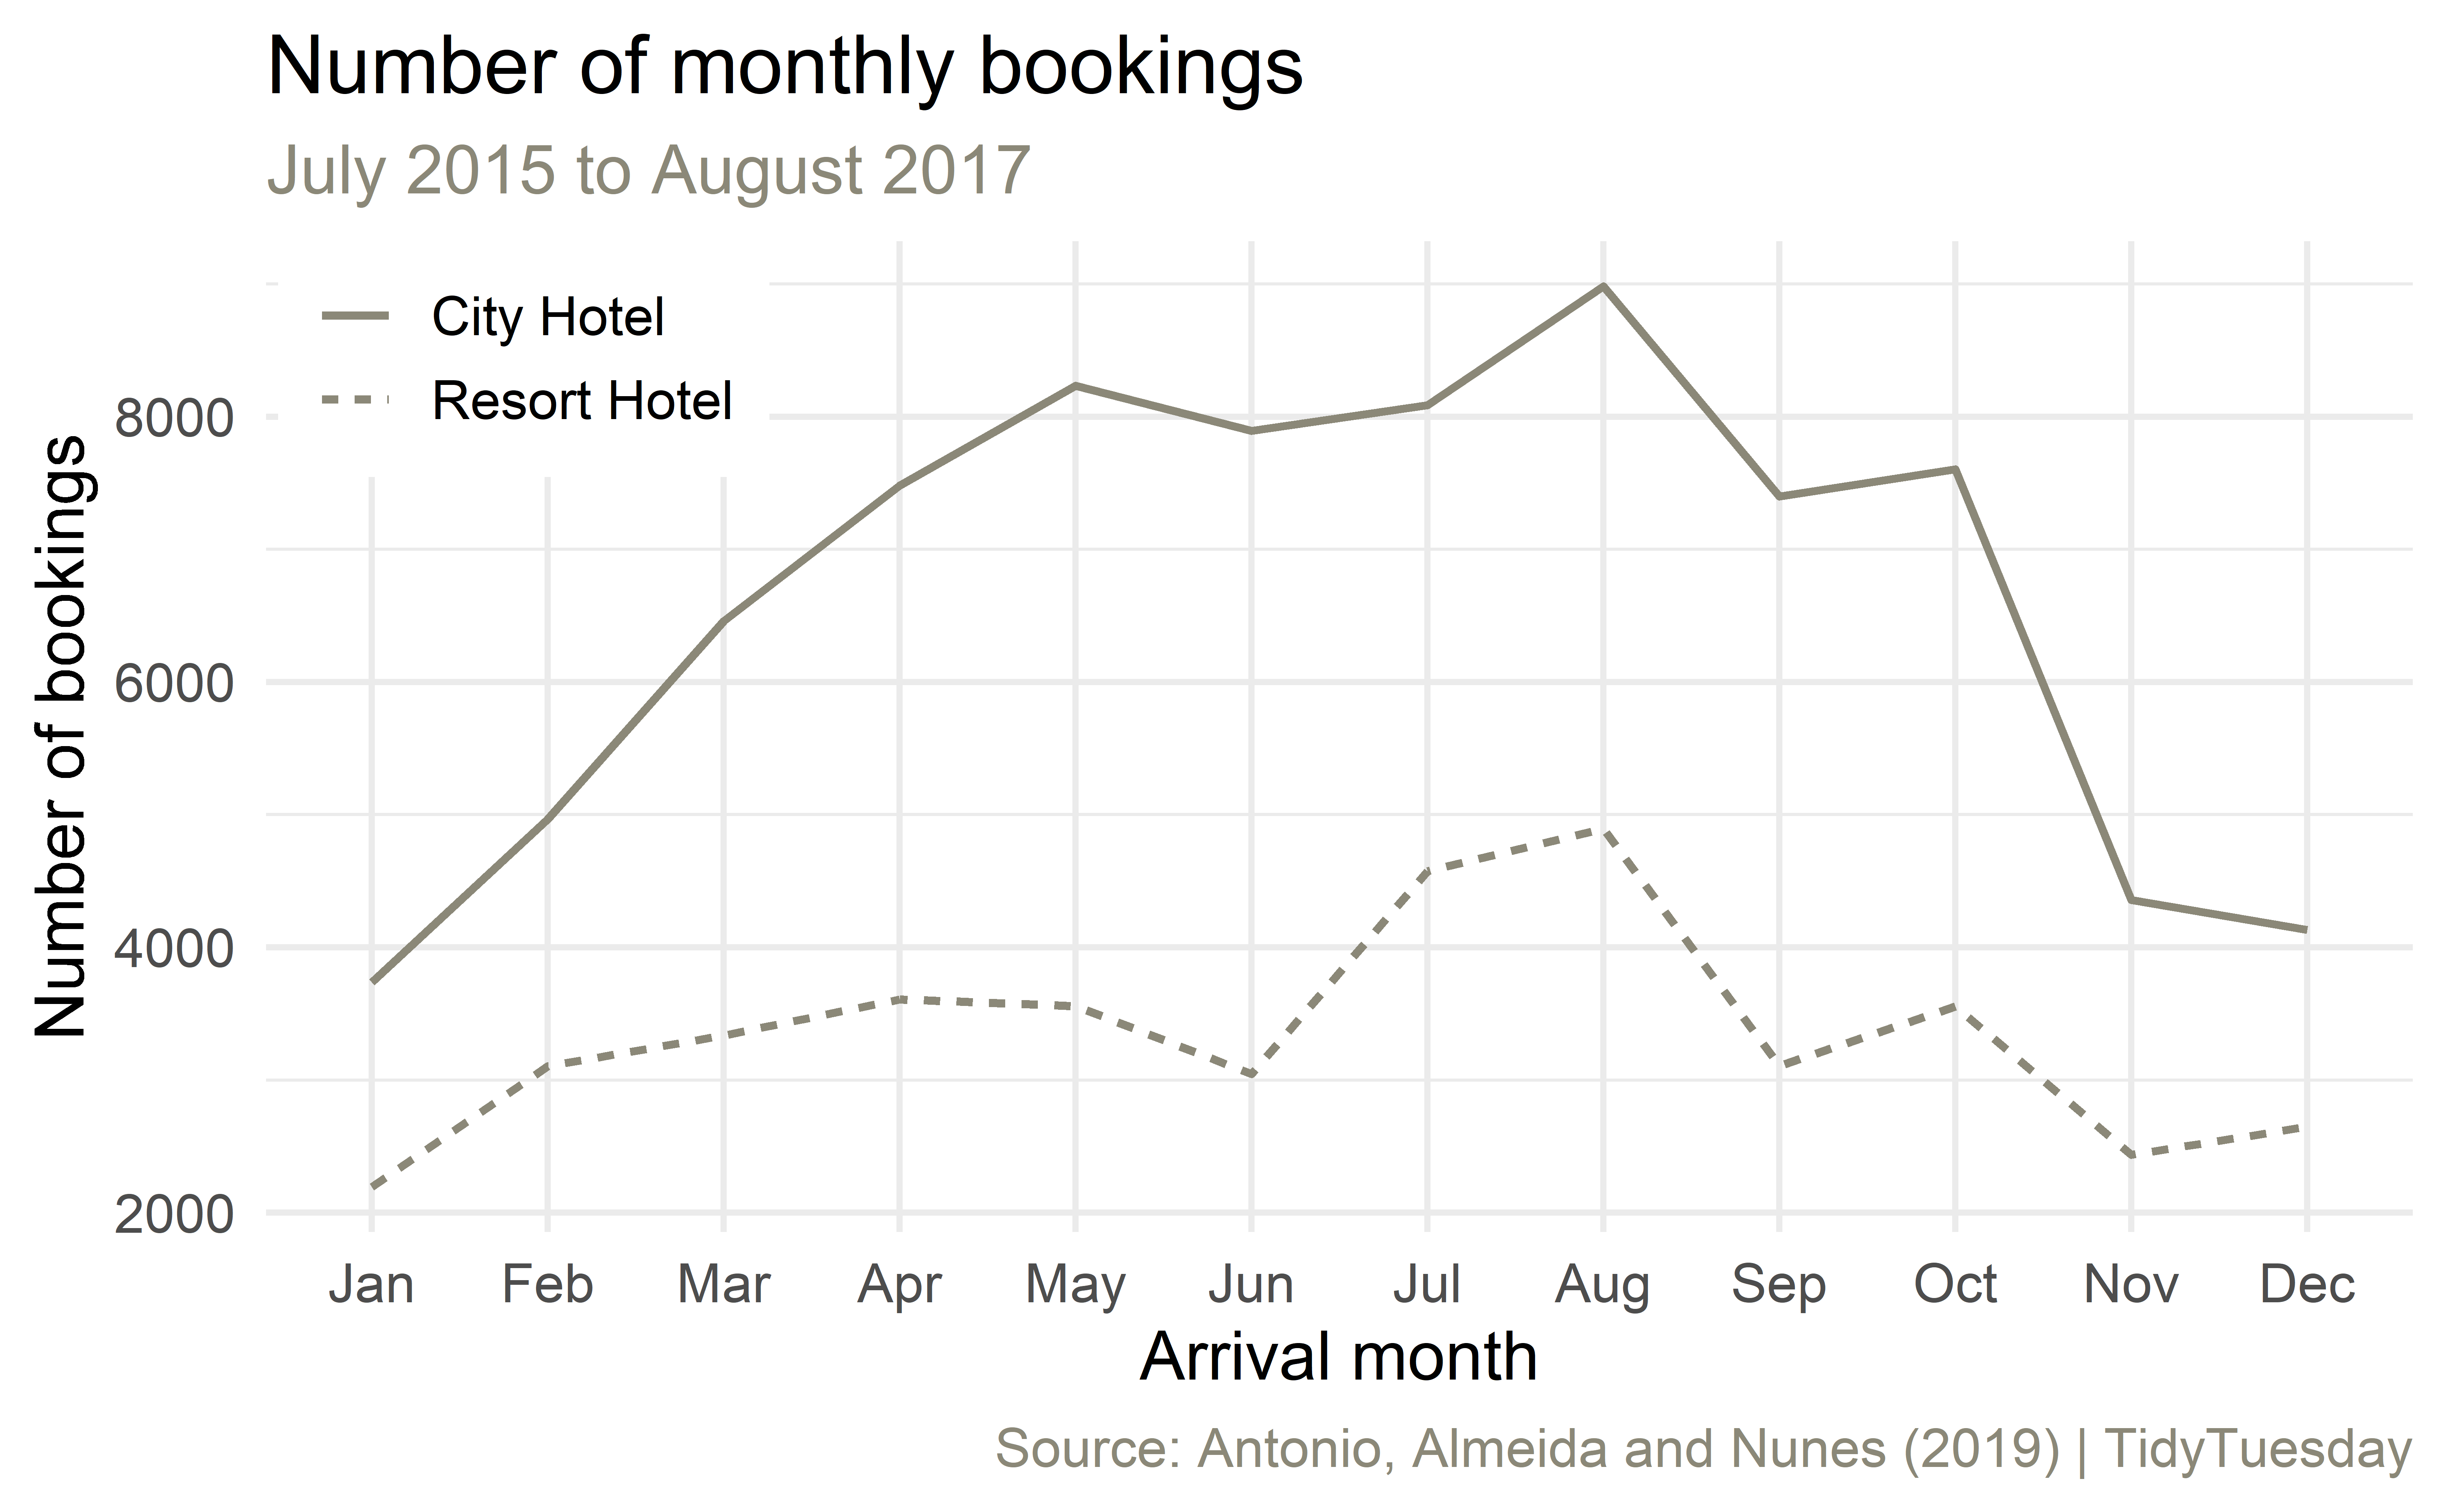 Number of monthly bookings
July 2015 to August 2017
City Hotel
Resort Hotel
8000
6000
4000
2000
Number of bookings
Jan Feb Mar Apr May Jun Jul Aug Sep Oct Nov Dec
Arrival month
Source: Antonio, Almeida and Nunes (2019) | TidyTuesday